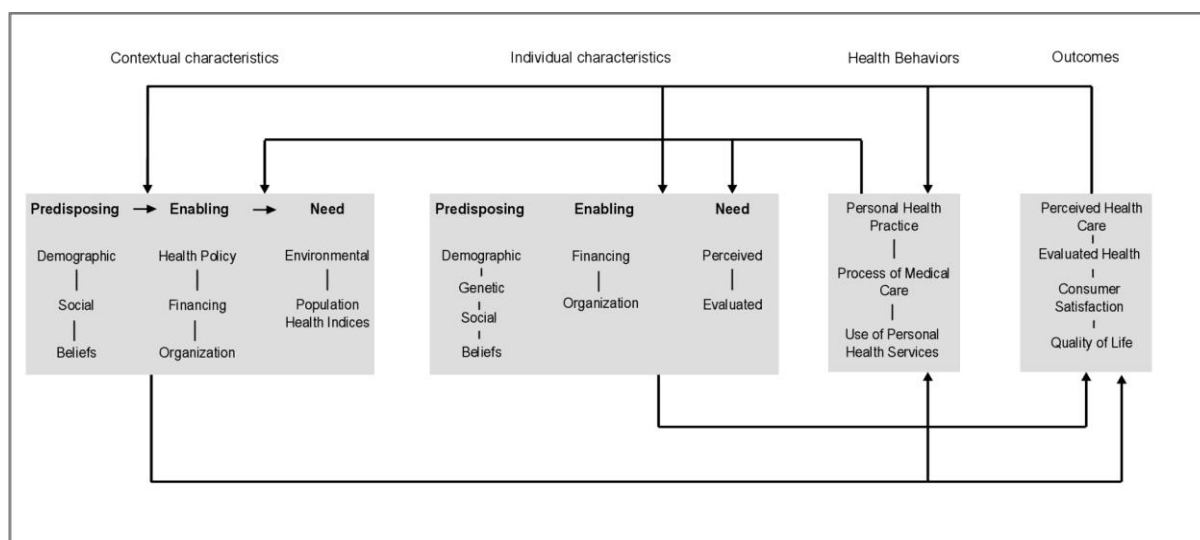 Contextual characteristics
Individual characteristics
Health Behaviors
Outcomes
Predisposing
Enabling
Need
Demographic
Social
Beliefs
Health Policy
Financing
Organization
Environmental
Population
Health Indices
Predisposing
Enabling
Need
Demographic
Genetic
Social
Beliefs
Financing
Organization
Perceived
Evaluated
Personal Health
Practice
Process of Medical
Care
Use of Personal
Health Services
Perceived Health
Care
Evaluated Health
Consumer
Satisfaction
Quality of Life